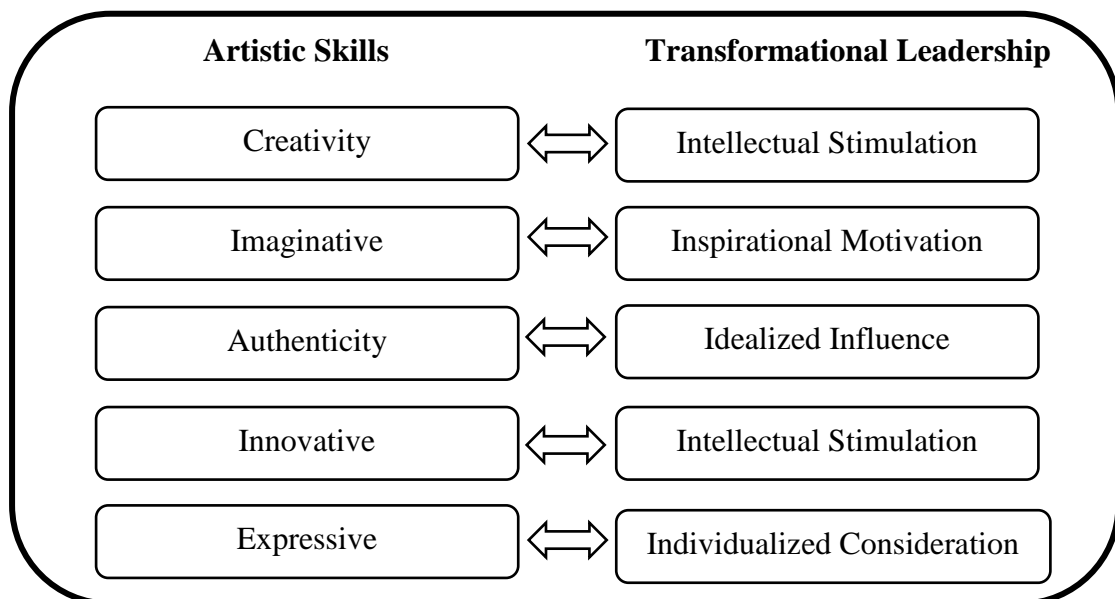 Artistic Skills
Transformational Leadership
Creativity
Intellectual Stimulation
Imaginative
Inspirational Motivation
Authenticity
Idealized Influence
Innovative
Intellectual Stimulation
Expressive
Individualized Consideration